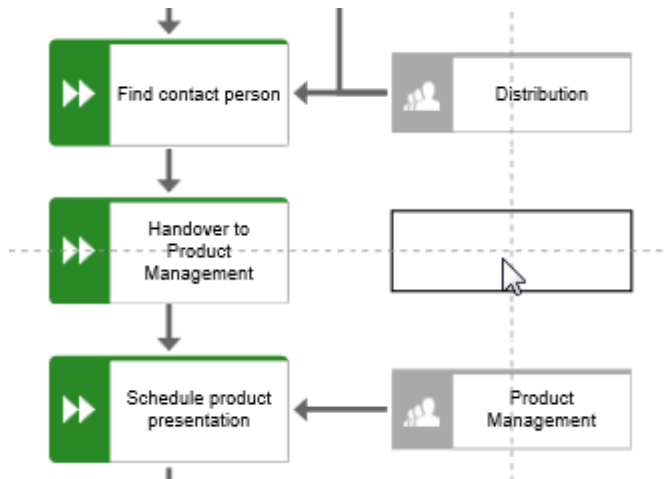 Find contact person
Distribution
Handover to
Product
Management
Schedule product
presentation
Product
Management